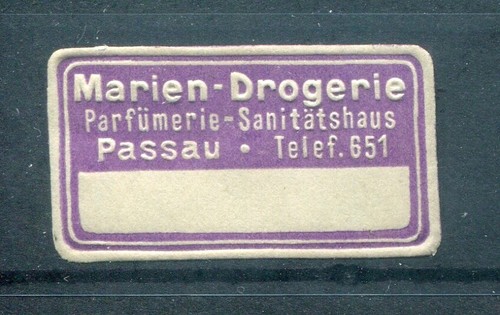 Marien-Drogerie
Parfümerie-Sanitätshaus
Passau • Telef. 651